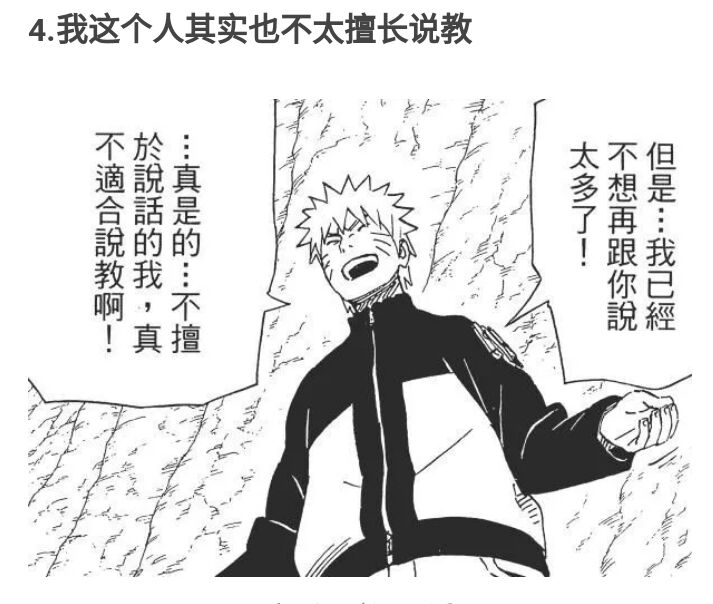 4.我这个人其实也不太擅长说教
但是…我已經
不想再跟你說
太多了！
…真是的…不擅
於說話的我，真
不適合說教啊！